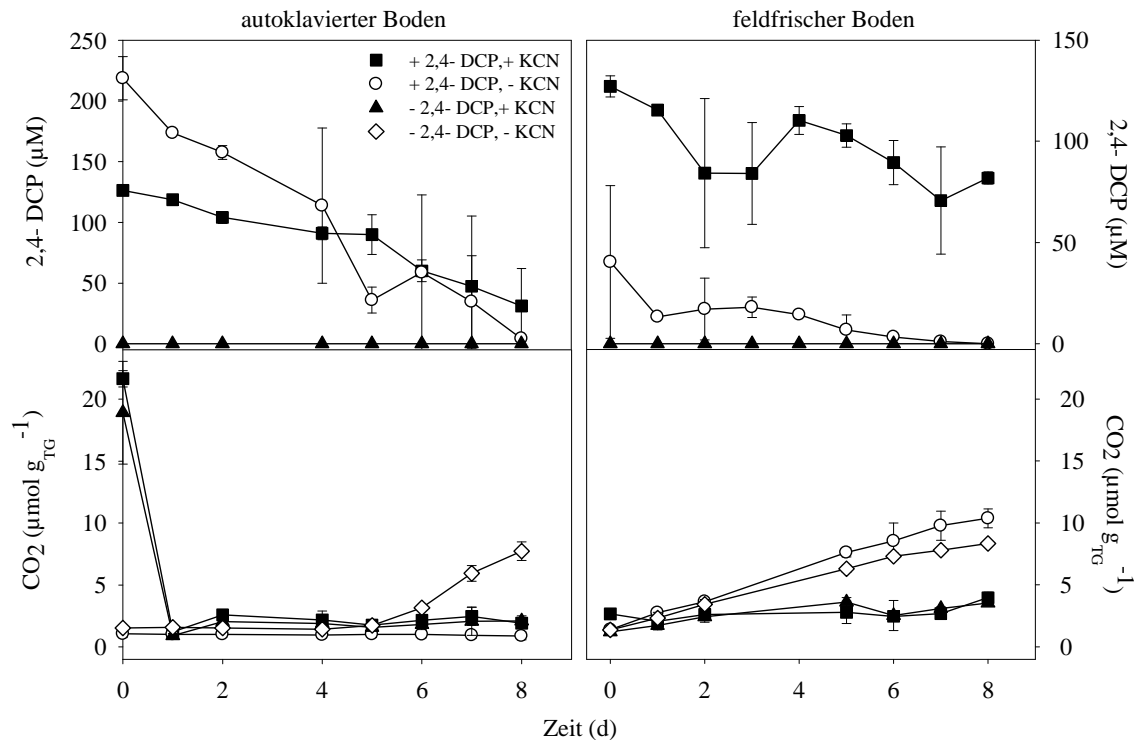 autoklavierter Boden
feldfrischer Boden
250
200
150
100
50
0
2,4- DCP (µM)
+ 2,4- DCP,+ KCN
+ 2,4- DCP, - KCN
- 2,4- DCP,+ KCN
- 2,4- DCP, - KCN
150
100
50
0
2,4- DCP (µM)
20
15
10
5
0
CO2 (µmol gTG-1)
20
15
10
5
0
CO2 (µmol gTG-1)
0 2 4 6 8
0 2 4 6 8
Zeit (d)